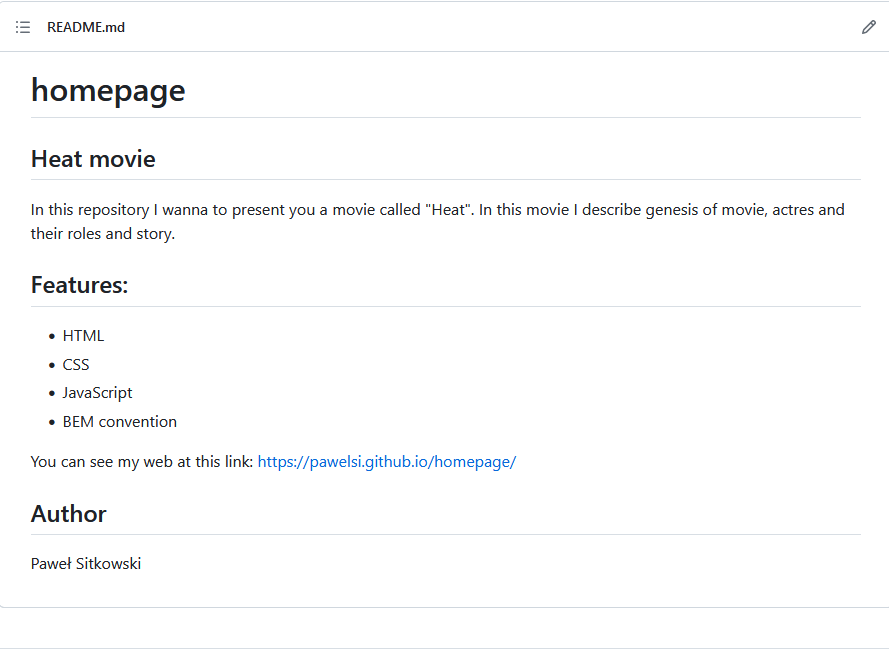 README.md
homepage
Heat movie
In this repository I wanna to present you a movie called "Heat". In this movie I describe genesis of movie, actres and
their roles and story.
Features:
HTML
CSS
JavaScript
BEM convention
You can see my web at this link: https://pawelsi.github.io/homepage/
Author
Paweł Sitkowski